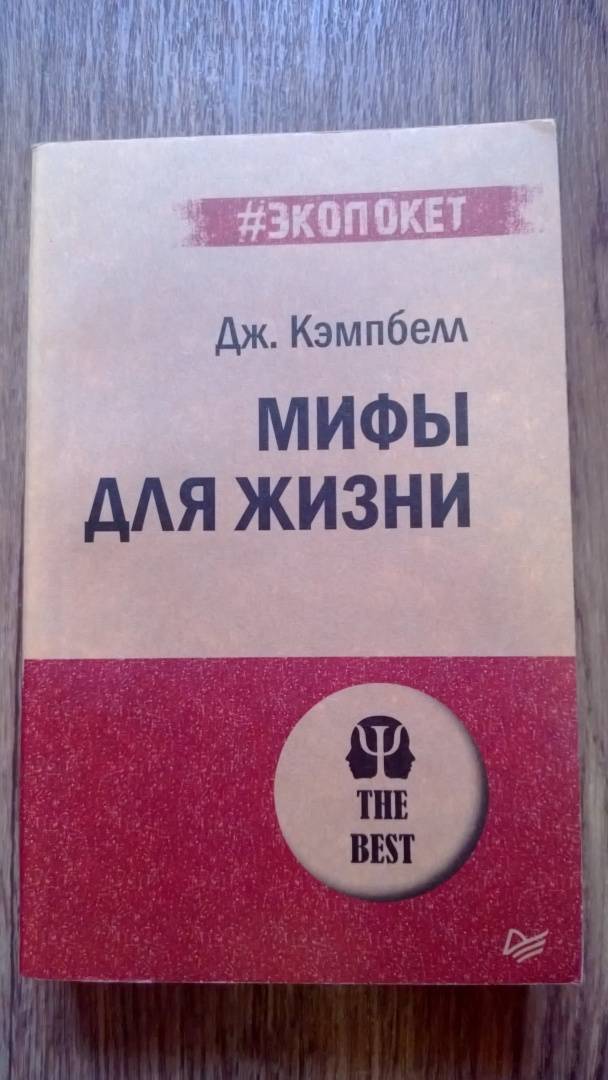 #ЭКОПОКЕТ
Дж. Кэмпбелл
МИФЫ
ДЛЯ ЖИЗНИ
Ψ
THE
BEST